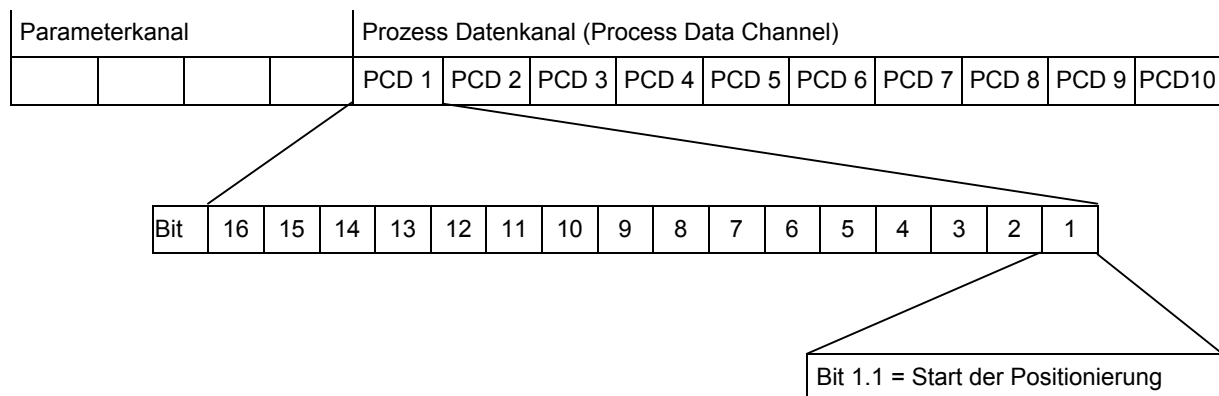 Parameterkanal Prozess Datenkanal (Process Data Channel)
PCD 1 PCD 2 PCD 3 PCD 4 PCD 5 PCD 6 PCD 7 PCD 8 PCD 9 PCD10
Bit 16 15 14 13 12 11 10 9 8 7 6 5 4 3 2 1
Bit 1.1 = Start der Positionierung